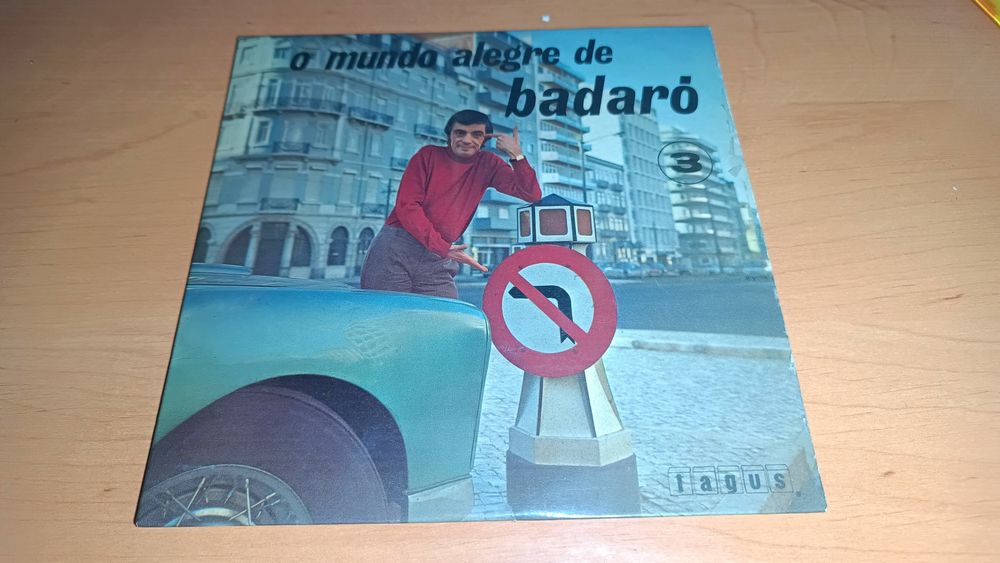 o mundo alegre de
badaró
3
fagus